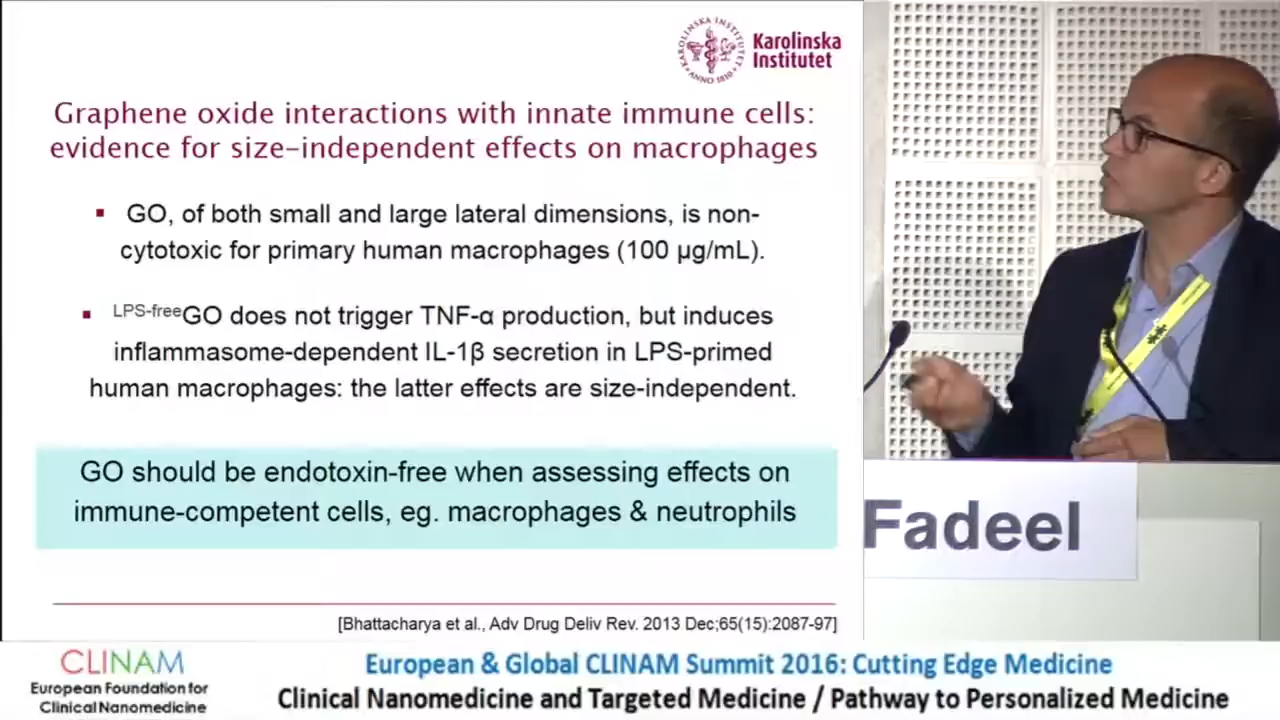 Karolinska
Institutet
KAROLINSKA INSTITUTET
ANNO 1810
Graphene oxide interactions with innate immune cells:
evidence for size-independent effects on macrophages
▪ GO, of both small and large lateral dimensions, is non-
cytotoxic for primary human macrophages (100 µg/mL).
▪ LPS-freeGO does not trigger TNF-α production, but induces
inflammasome-dependent IL-1β secretion in LPS-primed
human macrophages: the latter effects are size-independent.
GO should be endotoxin-free when assessing effects on
immune-competent cells, eg. macrophages & neutrophils
[Bhattacharya et al., Adv Drug Deliv Rev. 2013 Dec;65(15):2087-97]
Fadeel
CLINAM
European Foundation for
Clinical Nanomedicine
European & Global CLINAM Summit 2016: Cutting Edge Medicine
Clinical Nanomedicine and Targeted Medicine / Pathway to Personalized Medicine